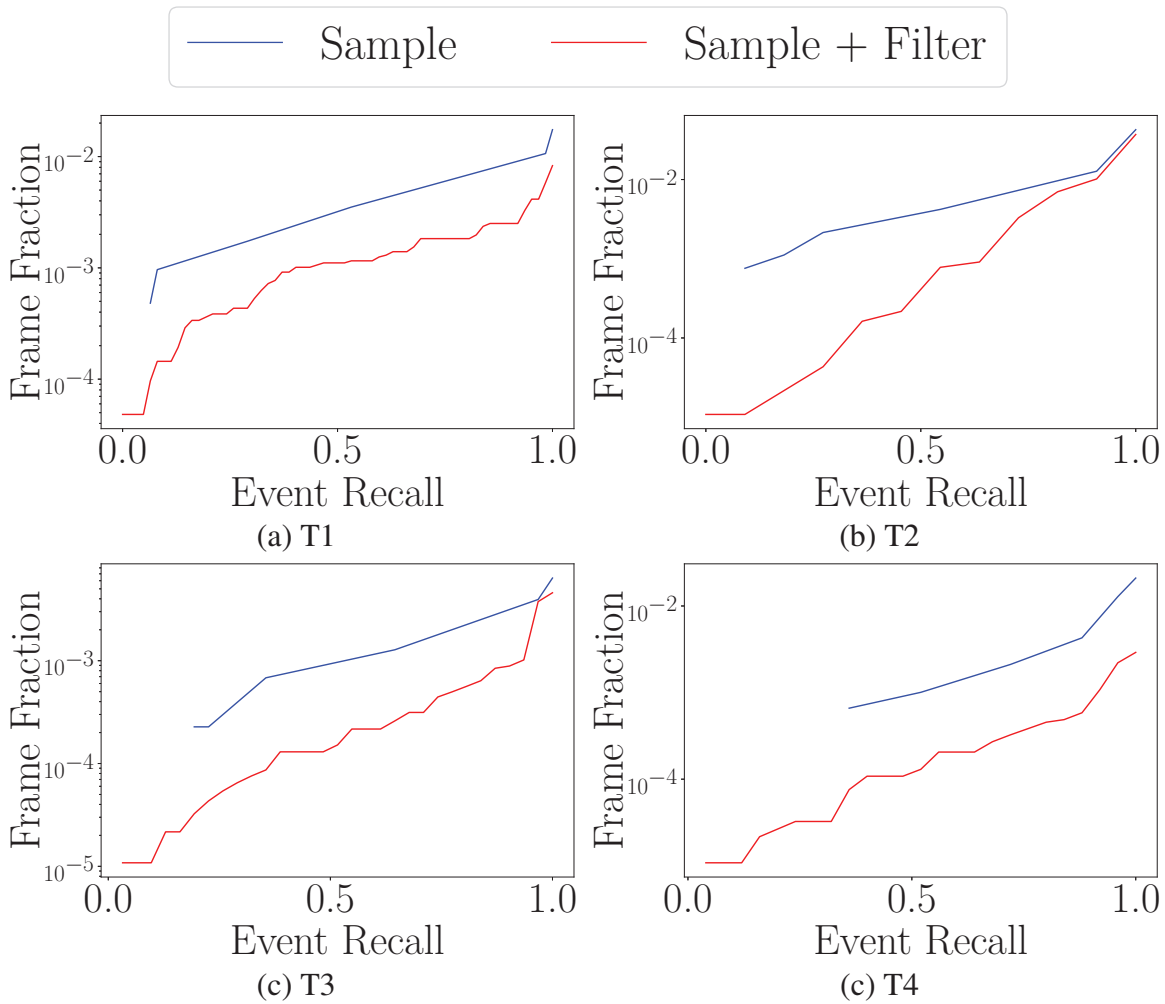 Sample Sample + Filter
Frame Fraction
10⁻²
10⁻³
10⁻⁴
0.0 0.5 1.0
Event Recall
(a) T1
Frame Fraction
10⁻²
10⁻⁴
0.0 0.5 1.0
Event Recall
(b) T2
Frame Fraction
10⁻³
10⁻⁴
10⁻⁵
0.0 0.5 1.0
Event Recall
(c) T3
Frame Fraction
10⁻²
10⁻⁴
0.0 0.5 1.0
Event Recall
(c) T4